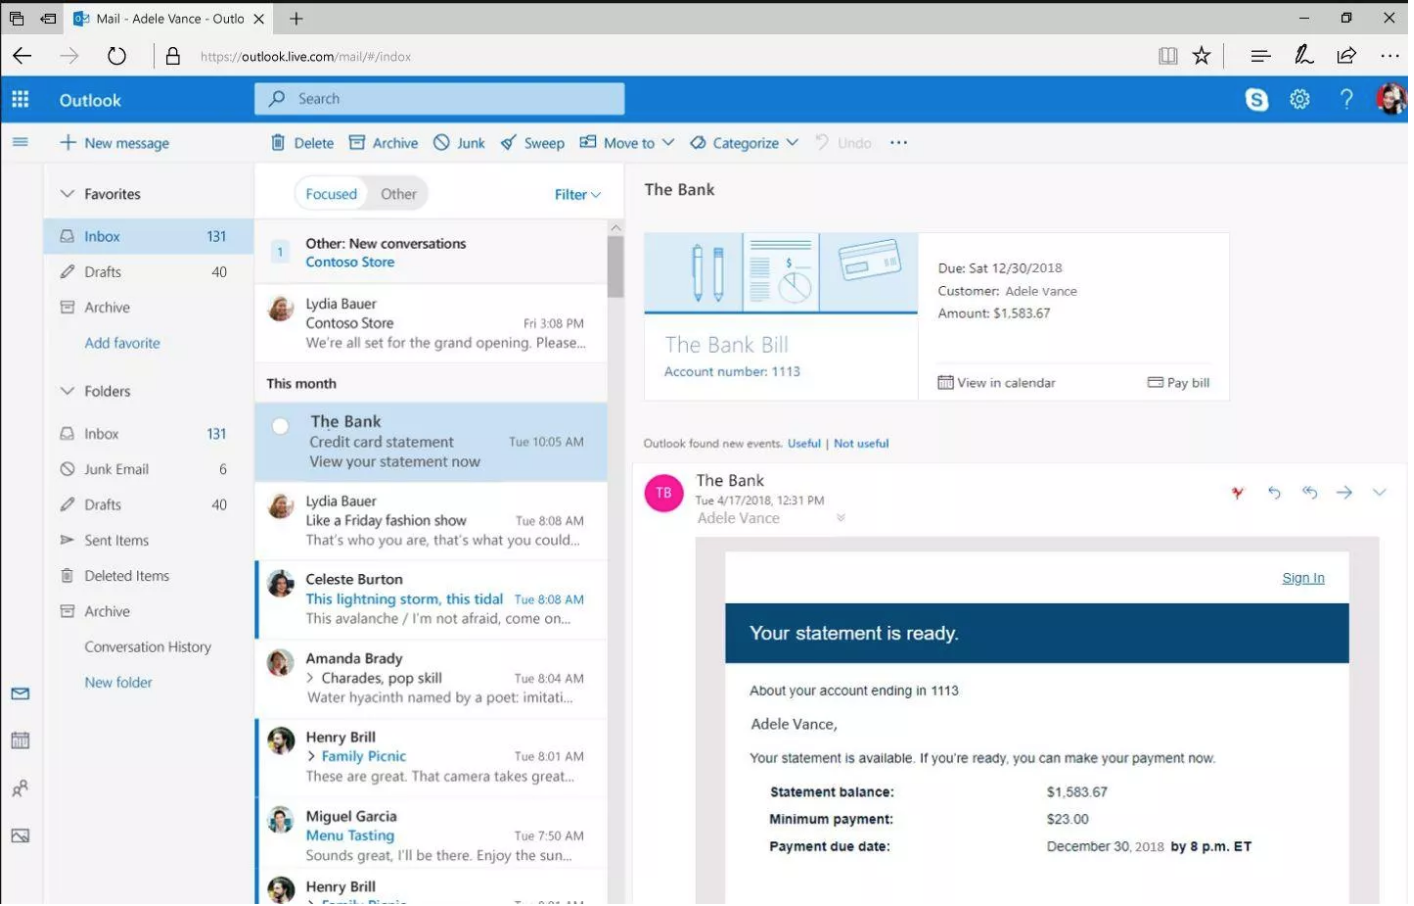 Mail - Adele Vance - Outlo
https://outlook.live.com/mail/#/indox
Outlook
Search
New message
Delete
Archive
Junk
Sweep
Move to
Categorize
Undo
Favorites
Inbox 131
Drafts 40
Archive
Add favorite
Folders
Inbox 131
Junk Email 6
Drafts 40
Sent Items
Deleted Items
Archive
Conversation History
New folder
Focused Other Filter
1
Other: New conversations
Contoso Store
Lydia Bauer
Contoso Store Fri 3:08 PM
We're all set for the grand opening. Please...
This month
The Bank
Credit card statement Tue 10:05 AM
View your statement now
Lydia Bauer
Like a Friday fashion show Tue 8:08 AM
That's who you are, that's what you could...
Celeste Burton
This lightning storm, this tidal Tue 8:08 AM
This avalanche / I'm not afraid, come on...
Amanda Brady
> Charades, pop skill Tue 8:04 AM
Water hyacinth named by a poet: imitati...
Henry Brill
> Family Picnic Tue 8:01 AM
These are great. That camera takes great...
Miguel Garcia
Menu Tasting Tue 7:50 AM
Sounds great, I'll be there. Enjoy the sun...
Henry Brill
> Family Picnic Tue 8:01 AM
The Bank
$
The Bank Bill
Account number: 1113
Due: Sat 12/30/2018
Customer: Adele Vance
Amount: $1,583.67
View in calendar
Pay bill
Outlook found new events. Useful | Not useful
TB
The Bank
Tue 4/17/2018, 12:31 PM
Adele Vance
Sign In
Your statement is ready.
About your account ending in 1113
Adele Vance,
Your statement is available. If you're ready, you can make your payment now.
Statement balance: $1,583.67
Minimum payment: $23.00
Payment due date: December 30, 2018 by 8 p.m. ET